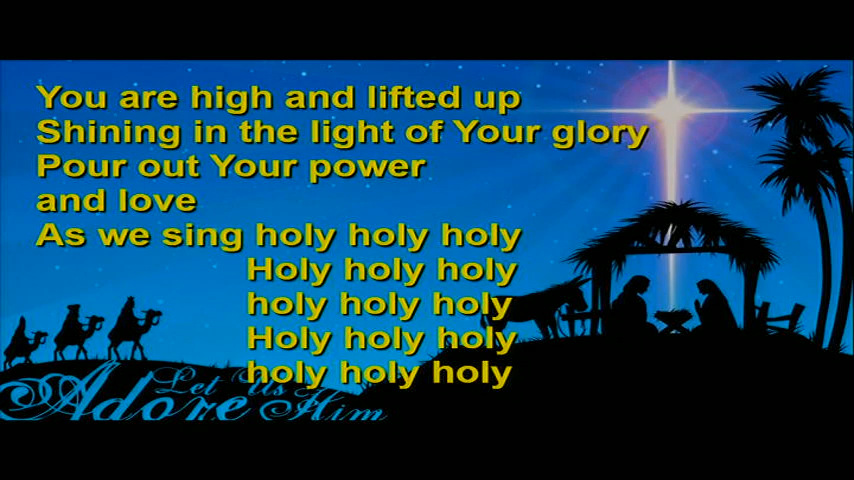 You are high and lifted up
Shining in the light of Your glory
Pour out Your power
and love
As we sing holy holy holy
Holy holy holy
holy holy holy
Holy holy holy
holy holy holy
Let Us
Adore Him